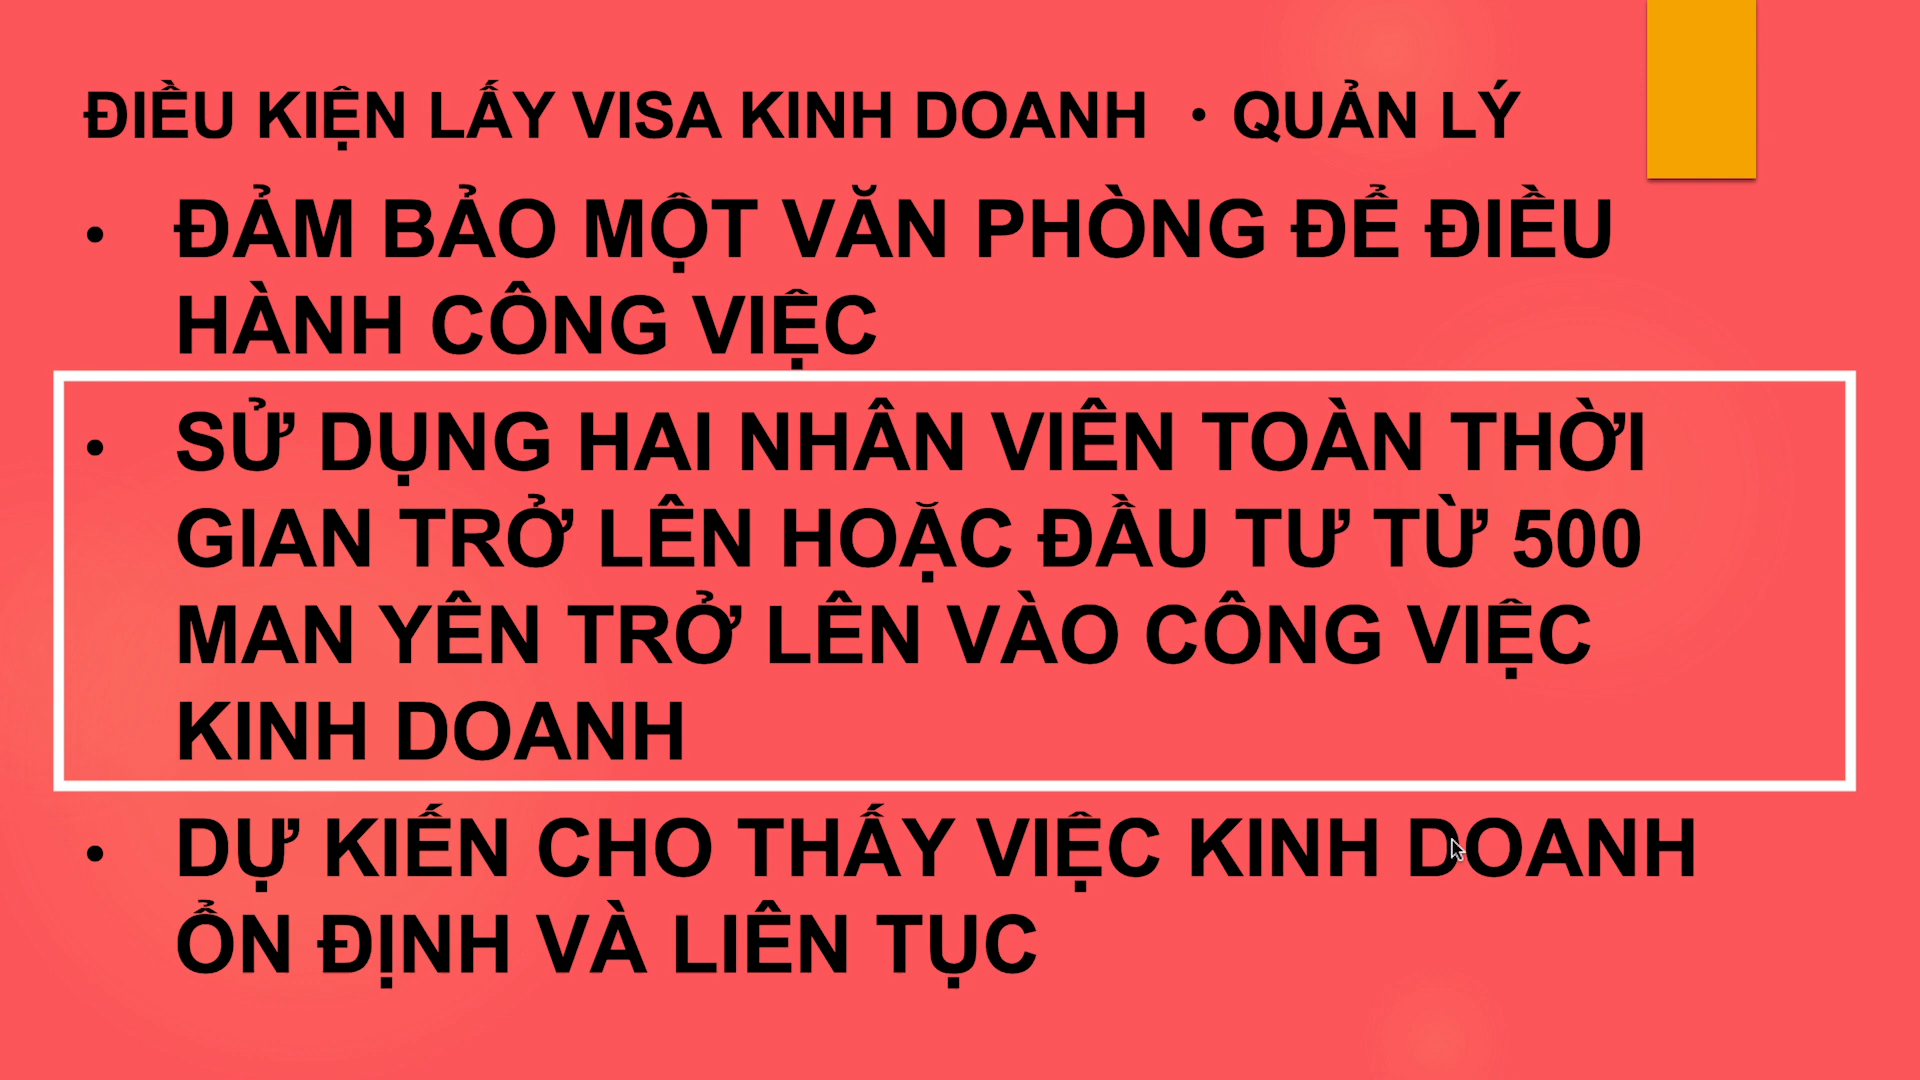 ĐIỀU KIỆN LẤY VISA KINH DOANH ・QUẢN LÝ
• ĐẢM BẢO MỘT VĂN PHÒNG ĐỂ ĐIỀU
HÀNH CÔNG VIỆC
• SỬ DỤNG HAI NHÂN VIÊN TOÀN THỜI
GIAN TRỞ LÊN HOẶC ĐẦU TƯ TỪ 500
MAN YÊN TRỞ LÊN VÀO CÔNG VIỆC
KINH DOANH
• DỰ KIẾN CHO THẤY VIỆC KINH DOANH
ỔN ĐỊNH VÀ LIÊN TỤC